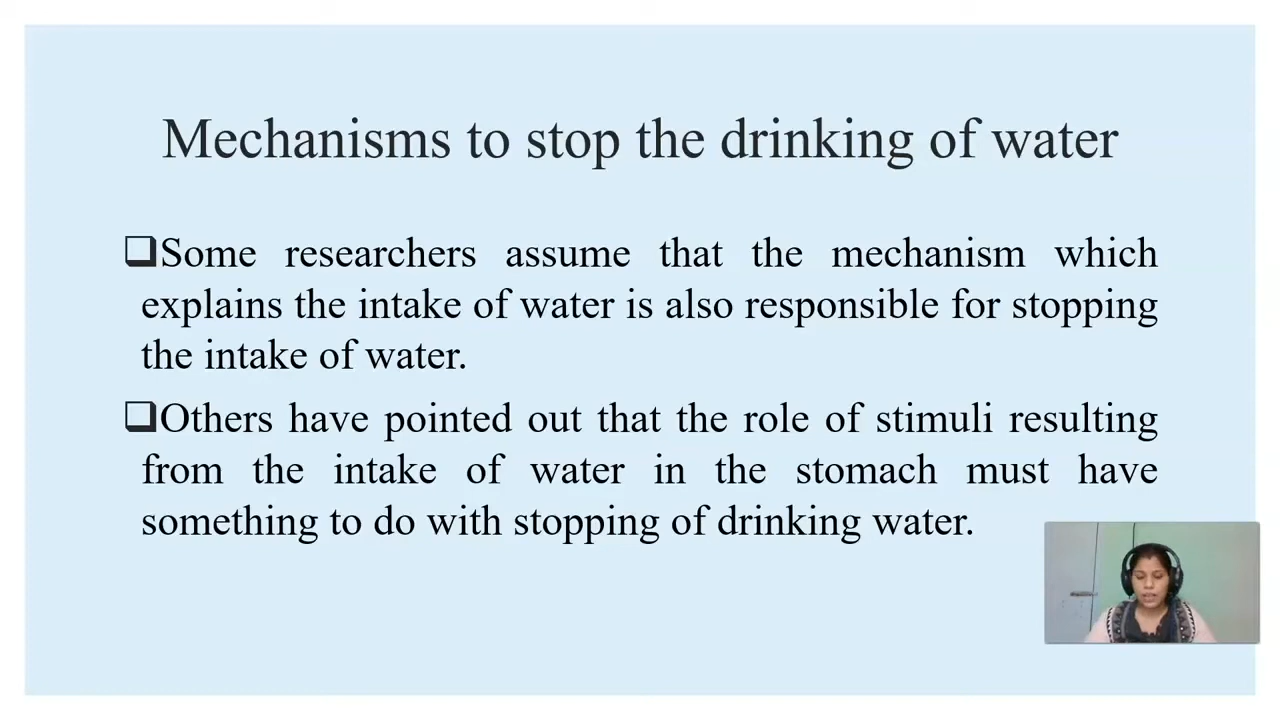 Mechanisms to stop the drinking of water
❑Some researchers assume that the mechanism which
explains the intake of water is also responsible for stopping
the intake of water.
❑Others have pointed out that the role of stimuli resulting
from the intake of water in the stomach must have
something to do with stopping of drinking water.